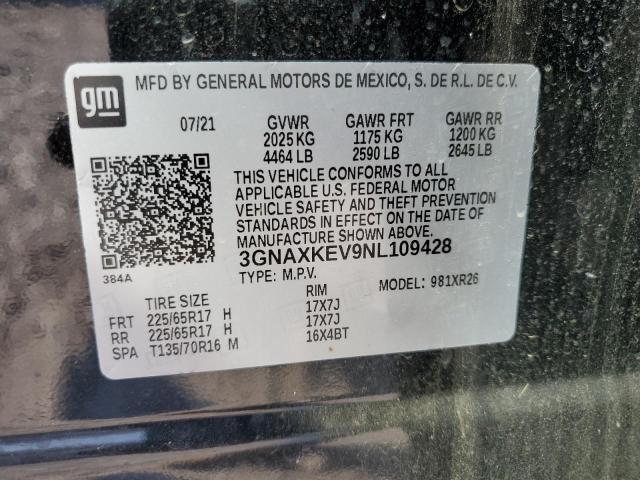 gm
MFD BY GENERAL MOTORS DE MEXICO, S. DE R.L. DE C.V.
07/21 GVWR GAWR FRT GAWR RR
2025 KG 1175 KG 1200 KG
4464 LB 2590 LB 2645 LB
THIS VEHICLE CONFORMS TO ALL
APPLICABLE U.S. FEDERAL MOTOR
VEHICLE SAFETY AND THEFT PREVENTION
STANDARDS IN EFFECT ON THE DATE OF
MANUFACTURE SHOWN ABOVE.
3GNAXKEV9NL109428
384A
TYPE: M.P.V. MODEL: 981XR26
TIRE SIZE RIM
FRT 225/65R17 H 17X7J
RR 225/65R17 H 17X7J
SPA T135/70R16 M 16X4BT